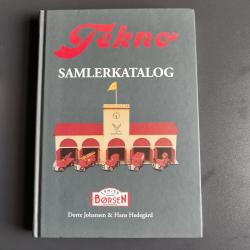 Tekno
SAMLERKATALOG
BØRSEN
Dorte Johansen & Hans Hedegård